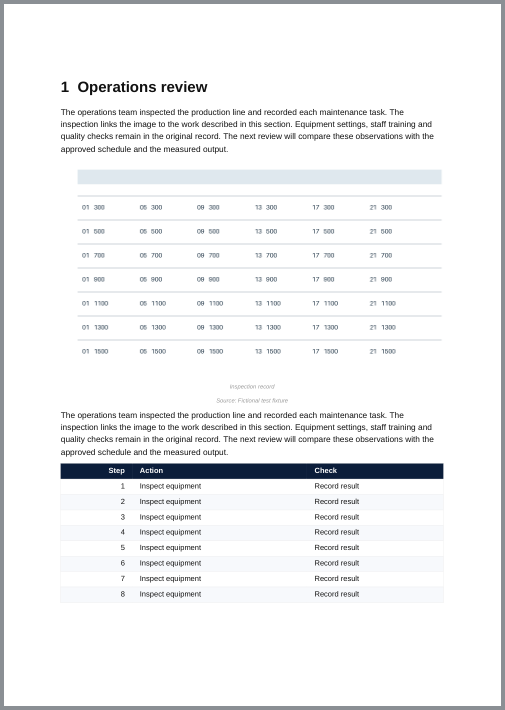 1 Operations review
The operations team inspected the production line and recorded each maintenance task. The
inspection links the image to the work described in this section. Equipment settings, staff training and
quality checks remain in the original record. The next review will compare these observations with the
approved schedule and the measured output.
01 300 05 300 09 300 13 300 17 300 21 300
01 500 05 500 09 500 13 500 17 500 21 500
01 700 05 700 09 700 13 700 17 700 21 700
01 900 05 900 09 900 13 900 17 900 21 900
01 1100 05 1100 09 1100 13 1100 17 1100 21 1100
01 1300 05 1300 09 1300 13 1300 17 1300 21 1300
01 1500 05 1500 09 1500 13 1500 17 1500 21 1500
Inspection record
Source: Fictional test fixture
The operations team inspected the production line and recorded each maintenance task. The
inspection links the image to the work described in this section. Equipment settings, staff training and
quality checks remain in the original record. The next review will compare these observations with the
approved schedule and the measured output.
Step Action Check
1 Inspect equipment Record result
2 Inspect equipment Record result
3 Inspect equipment Record result
4 Inspect equipment Record result
5 Inspect equipment Record result
6 Inspect equipment Record result
7 Inspect equipment Record result
8 Inspect equipment Record result